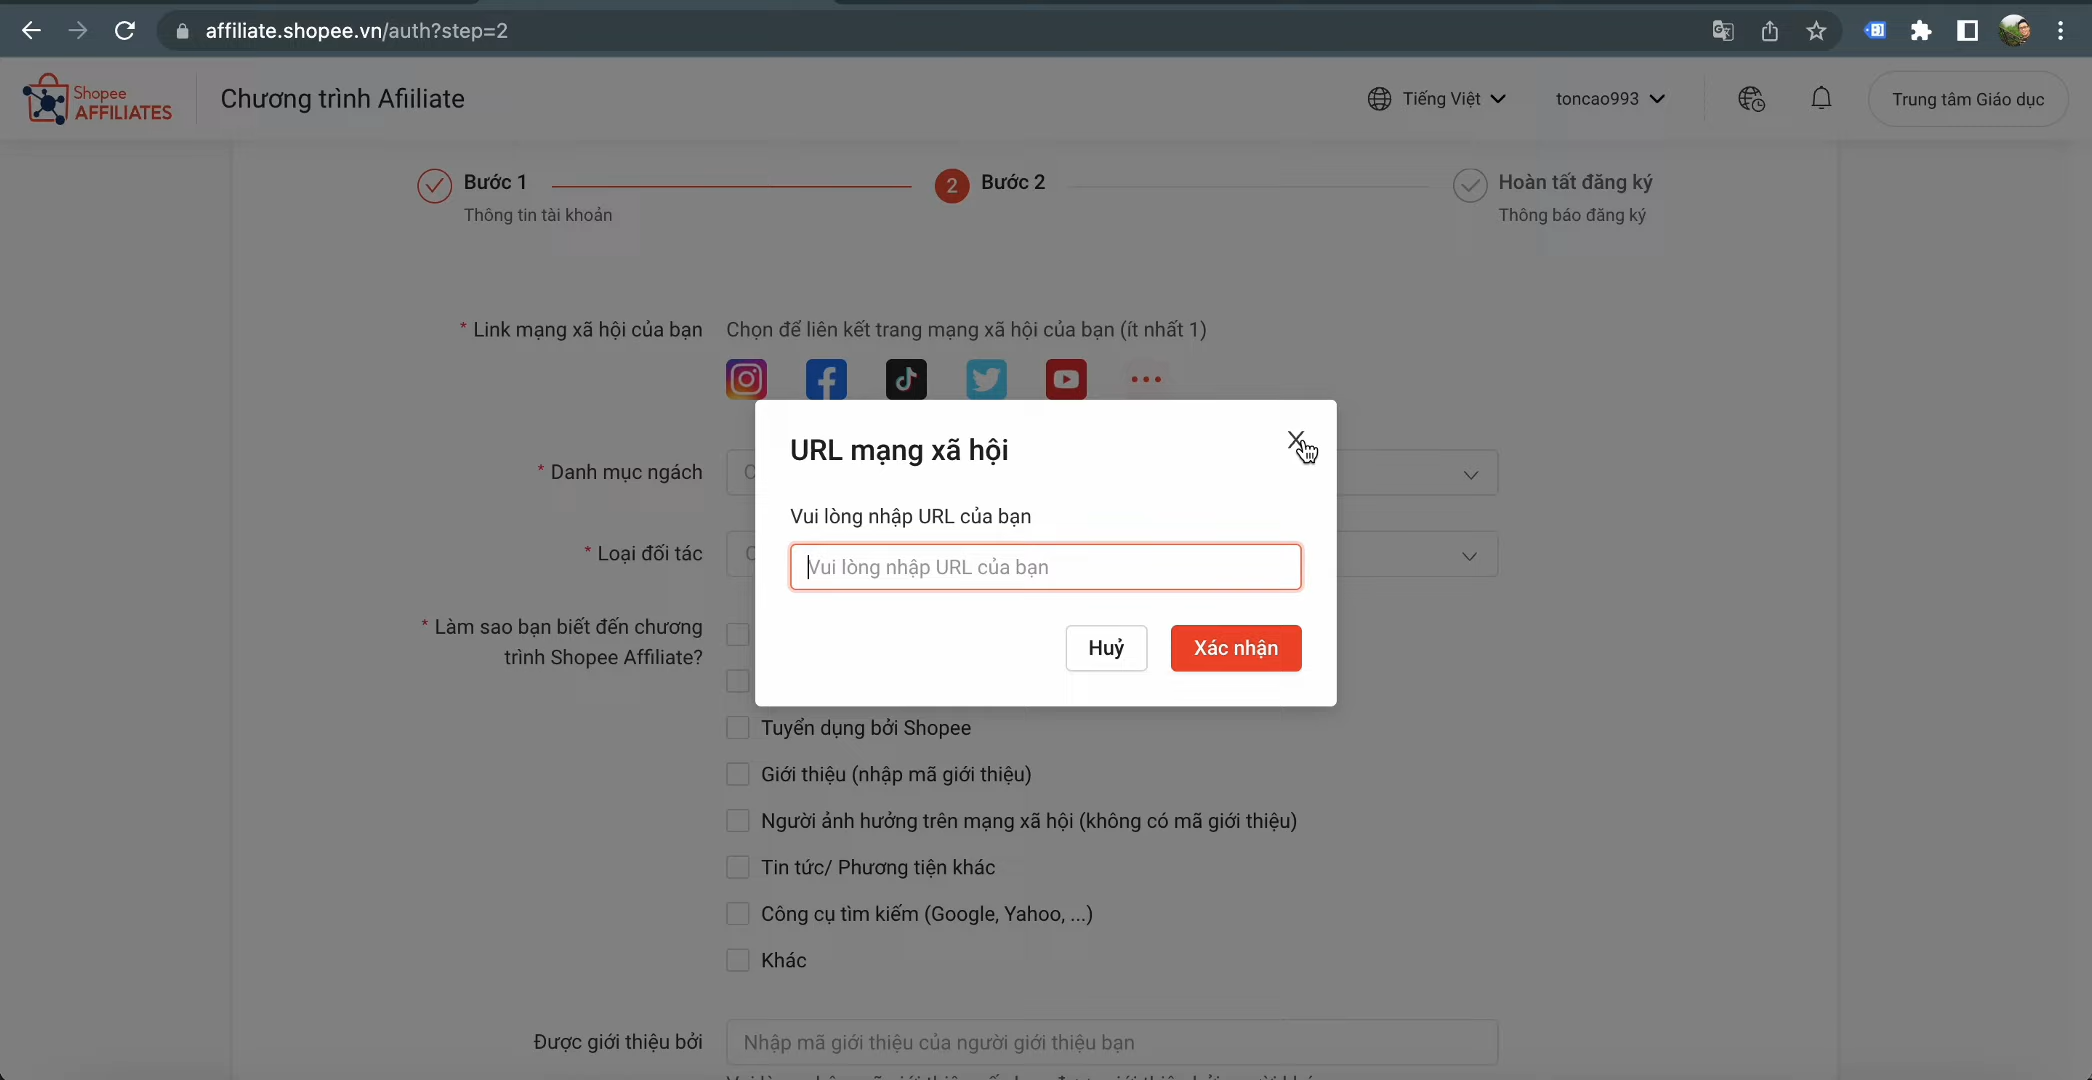 affiliate.shopee.vn/auth?step=2
Shopee
AFFILIATES
Chương trình Afiiliate
Tiếng Việt
toncao993
Trung tâm Giáo dục
Bước 1
Thông tin tài khoản
2
Bước 2
Hoàn tất đăng ký
Thông báo đăng ký
* Link mạng xã hội của bạn
Chọn để liên kết trang mạng xã hội của bạn (ít nhất 1)
URL mạng xã hội
* Danh mục ngách
Vui lòng nhập URL của bạn
* Loại đối tác
Vui lòng nhập URL của bạn
* Làm sao bạn biết đến chương
trình Shopee Affiliate?
Huỷ
Xác nhận
Tuyển dụng bởi Shopee
Giới thiệu (nhập mã giới thiệu)
Người ảnh hưởng trên mạng xã hội (không có mã giới thiệu)
Tin tức/ Phương tiện khác
Công cụ tìm kiếm (Google, Yahoo, ...)
Khác
Được giới thiệu bởi
Nhập mã giới thiệu của người giới thiệu bạn